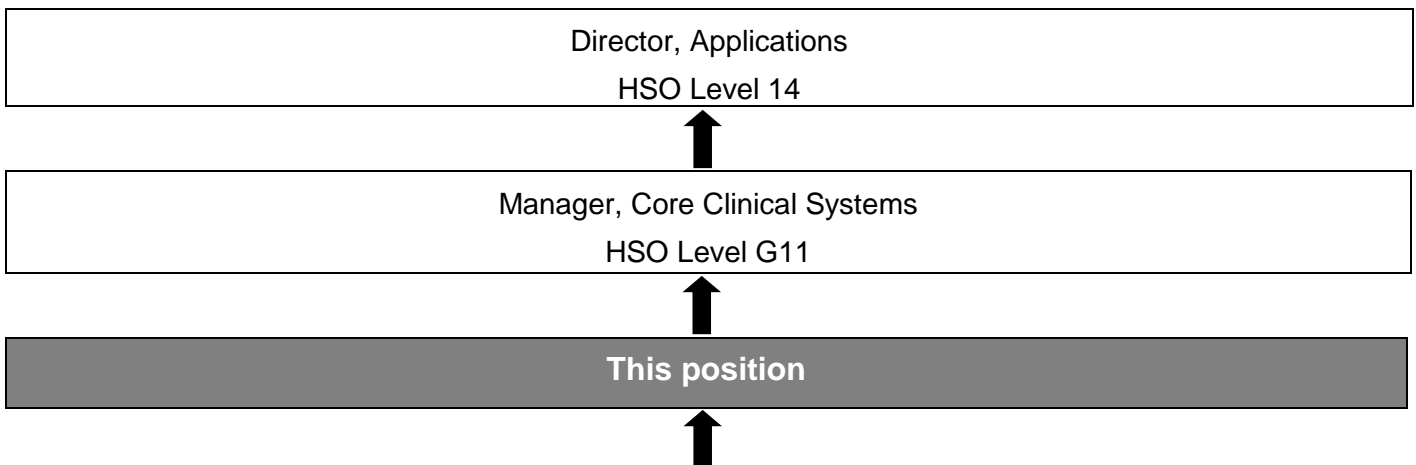 Director, Applications
HSO Level 14
Manager, Core Clinical Systems
HSO Level G11
This position